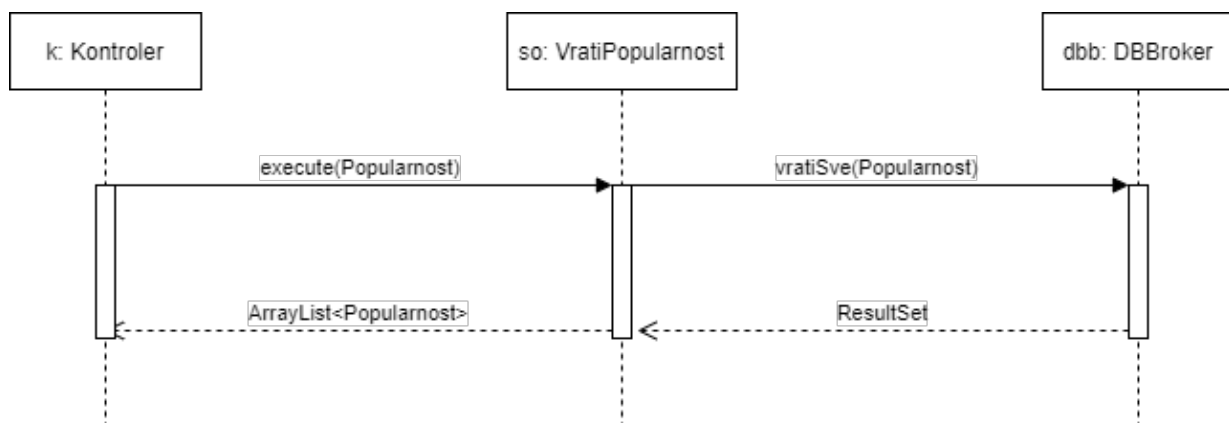 k: Kontroler
so: VratiPopularnost
dbb: DBBroker
execute(Popularnost)
vratiSve(Popularnost)
ArrayList<Popularnost>
ResultSet